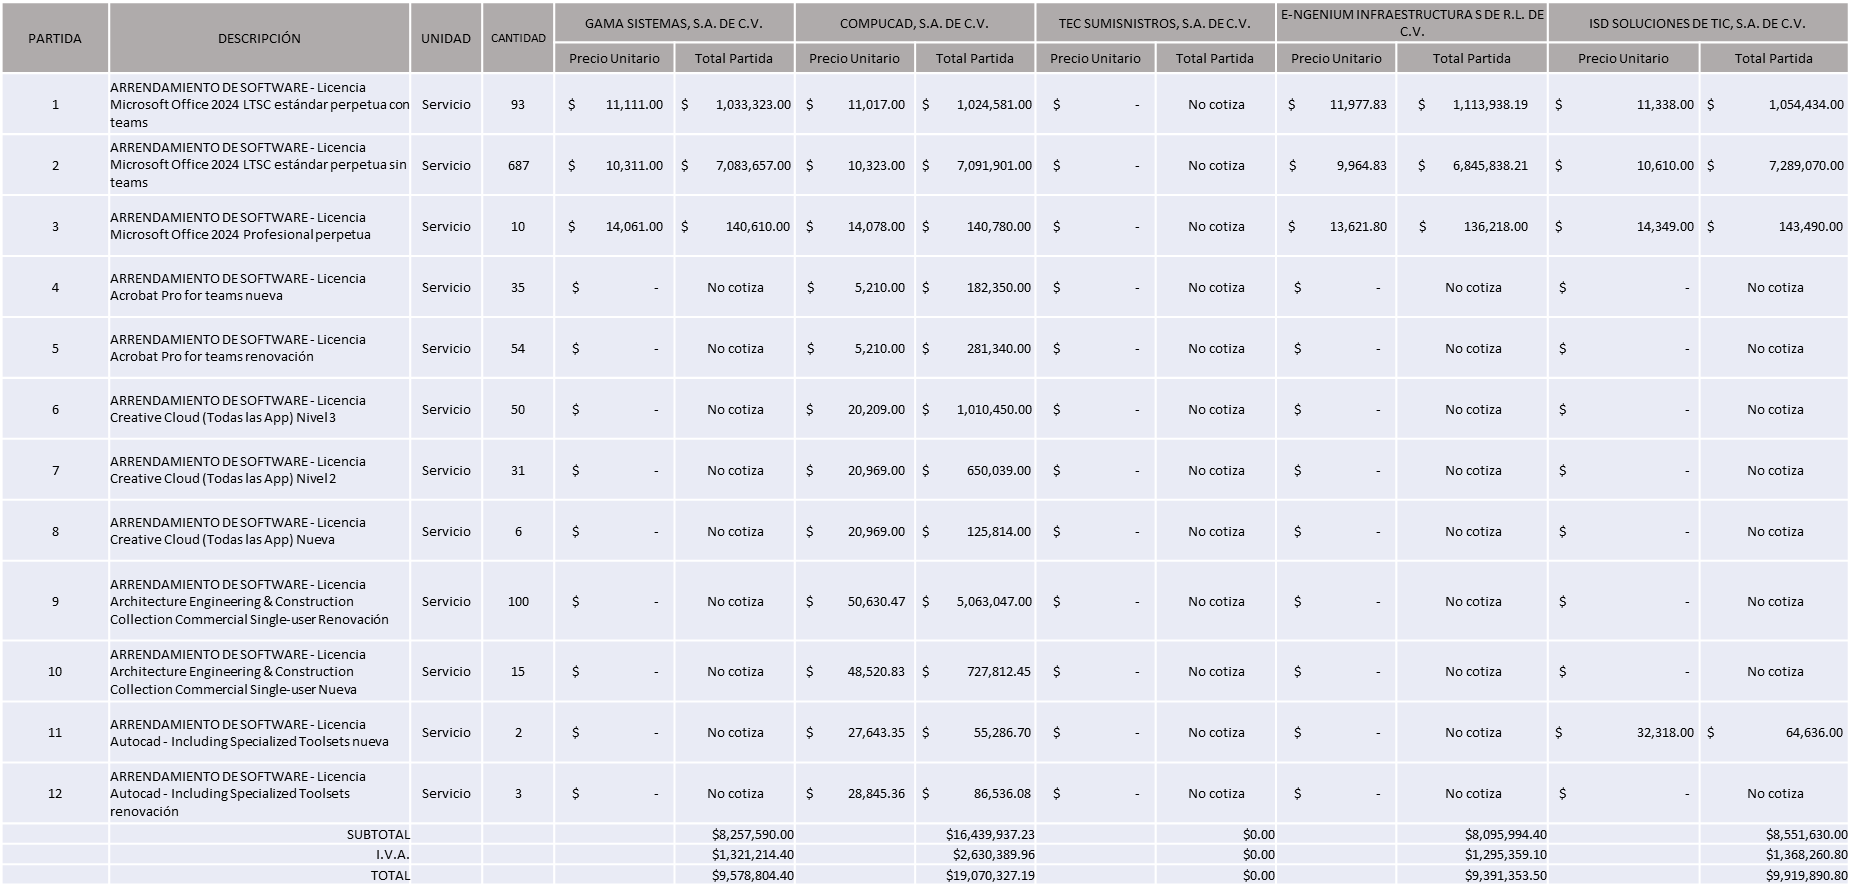 PARTIDA DESCRIPCIÓN UNIDAD CANTIDAD GAMA SISTEMAS, S.A. DE C.V. COMPUCAD, S.A. DE C.V. TEC SUMISNISTROS, S.A. DE C.V. E-NGENIUM INFRAESTRUCTURA S DE R.L. DE C.V. ISD SOLUCIONES DE TIC, S.A. DE C.V.
Precio Unitario Total Partida Precio Unitario Total Partida Precio Unitario Total Partida Precio Unitario Total Partida Precio Unitario Total Partida
1 ARRENDAMIENTO DE SOFTWARE - Licencia
Microsoft Office 2024 LTSC estándar perpetua con
teams
Servicio 93 $ 11,111.00 $ 1,033,323.00 $ 11,017.00 $ 1,024,581.00 $ - No cotiza $ 11,977.83 $ 1,113,938.19 $ 11,338.00 $ 1,054,434.00
2 ARRENDAMIENTO DE SOFTWARE - Licencia
Microsoft Office 2024 LTSC estándar perpetua sin
teams
Servicio 687 $ 10,311.00 $ 7,083,657.00 $ 10,323.00 $ 7,091,901.00 $ - No cotiza $ 9,964.83 $ 6,845,838.21 $ 10,610.00 $ 7,289,070.00
3 ARRENDAMIENTO DE SOFTWARE - Licencia
Microsoft Office 2024 Profesional perpetua
Servicio 10 $ 14,061.00 $ 140,610.00 $ 14,078.00 $ 140,780.00 $ - No cotiza $ 13,621.80 $ 136,218.00 $ 14,349.00 $ 143,490.00
4 ARRENDAMIENTO DE SOFTWARE - Licencia
Acrobat Pro for teams nueva
Servicio 35 $ - No cotiza $ 5,210.00 $ 182,350.00 $ - No cotiza $ - No cotiza $ - No cotiza
5 ARRENDAMIENTO DE SOFTWARE - Licencia
Acrobat Pro for teams renovación
Servicio 54 $ - No cotiza $ 5,210.00 $ 281,340.00 $ - No cotiza $ - No cotiza $ - No cotiza
6 ARRENDAMIENTO DE SOFTWARE - Licencia
Creative Cloud (Todas las App) Nivel 3
Servicio 50 $ - No cotiza $ 20,209.00 $ 1,010,450.00 $ - No cotiza $ - No cotiza $ - No cotiza
7 ARRENDAMIENTO DE SOFTWARE - Licencia
Creative Cloud (Todas las App) Nivel 2
Servicio 31 $ - No cotiza $ 20,969.00 $ 650,039.00 $ - No cotiza $ - No cotiza $ - No cotiza
8 ARRENDAMIENTO DE SOFTWARE - Licencia
Creative Cloud (Todas las App) Nueva
Servicio 6 $ - No cotiza $ 20,969.00 $ 125,814.00 $ - No cotiza $ - No cotiza $ - No cotiza
9 ARRENDAMIENTO DE SOFTWARE - Licencia
Architecture Engineering & Construction
Collection Commercial Single-user Renovación
Servicio 100 $ - No cotiza $ 50,630.47 $ 5,063,047.00 $ - No cotiza $ - No cotiza $ - No cotiza
10 ARRENDAMIENTO DE SOFTWARE - Licencia
Architecture Engineering & Construction
Collection Commercial Single-user Nueva
Servicio 15 $ - No cotiza $ 48,520.83 $ 727,812.45 $ - No cotiza $ - No cotiza $ - No cotiza
11 ARRENDAMIENTO DE SOFTWARE - Licencia
Autocad - Including Specialized Toolsets nueva
Servicio 2 $ - No cotiza $ 27,643.35 $ 55,286.70 $ - No cotiza $ - No cotiza $ 32,318.00 $ 64,636.00
12 ARRENDAMIENTO DE SOFTWARE - Licencia
Autocad - Including Specialized Toolsets
renovación
Servicio 3 $ - No cotiza $ 28,845.36 $ 86,536.08 $ - No cotiza $ - No cotiza $ - No cotiza
SUBTOTAL $8,257,590.00 $16,439,937.23 $0.00 $8,095,994.40 $8,551,630.00
I.V.A. $1,321,214.40 $2,630,389.96 $0.00 $1,295,359.10 $1,368,260.80
TOTAL $9,578,804.40 $19,070,327.19 $0.00 $9,391,353.50 $9,919,890.80